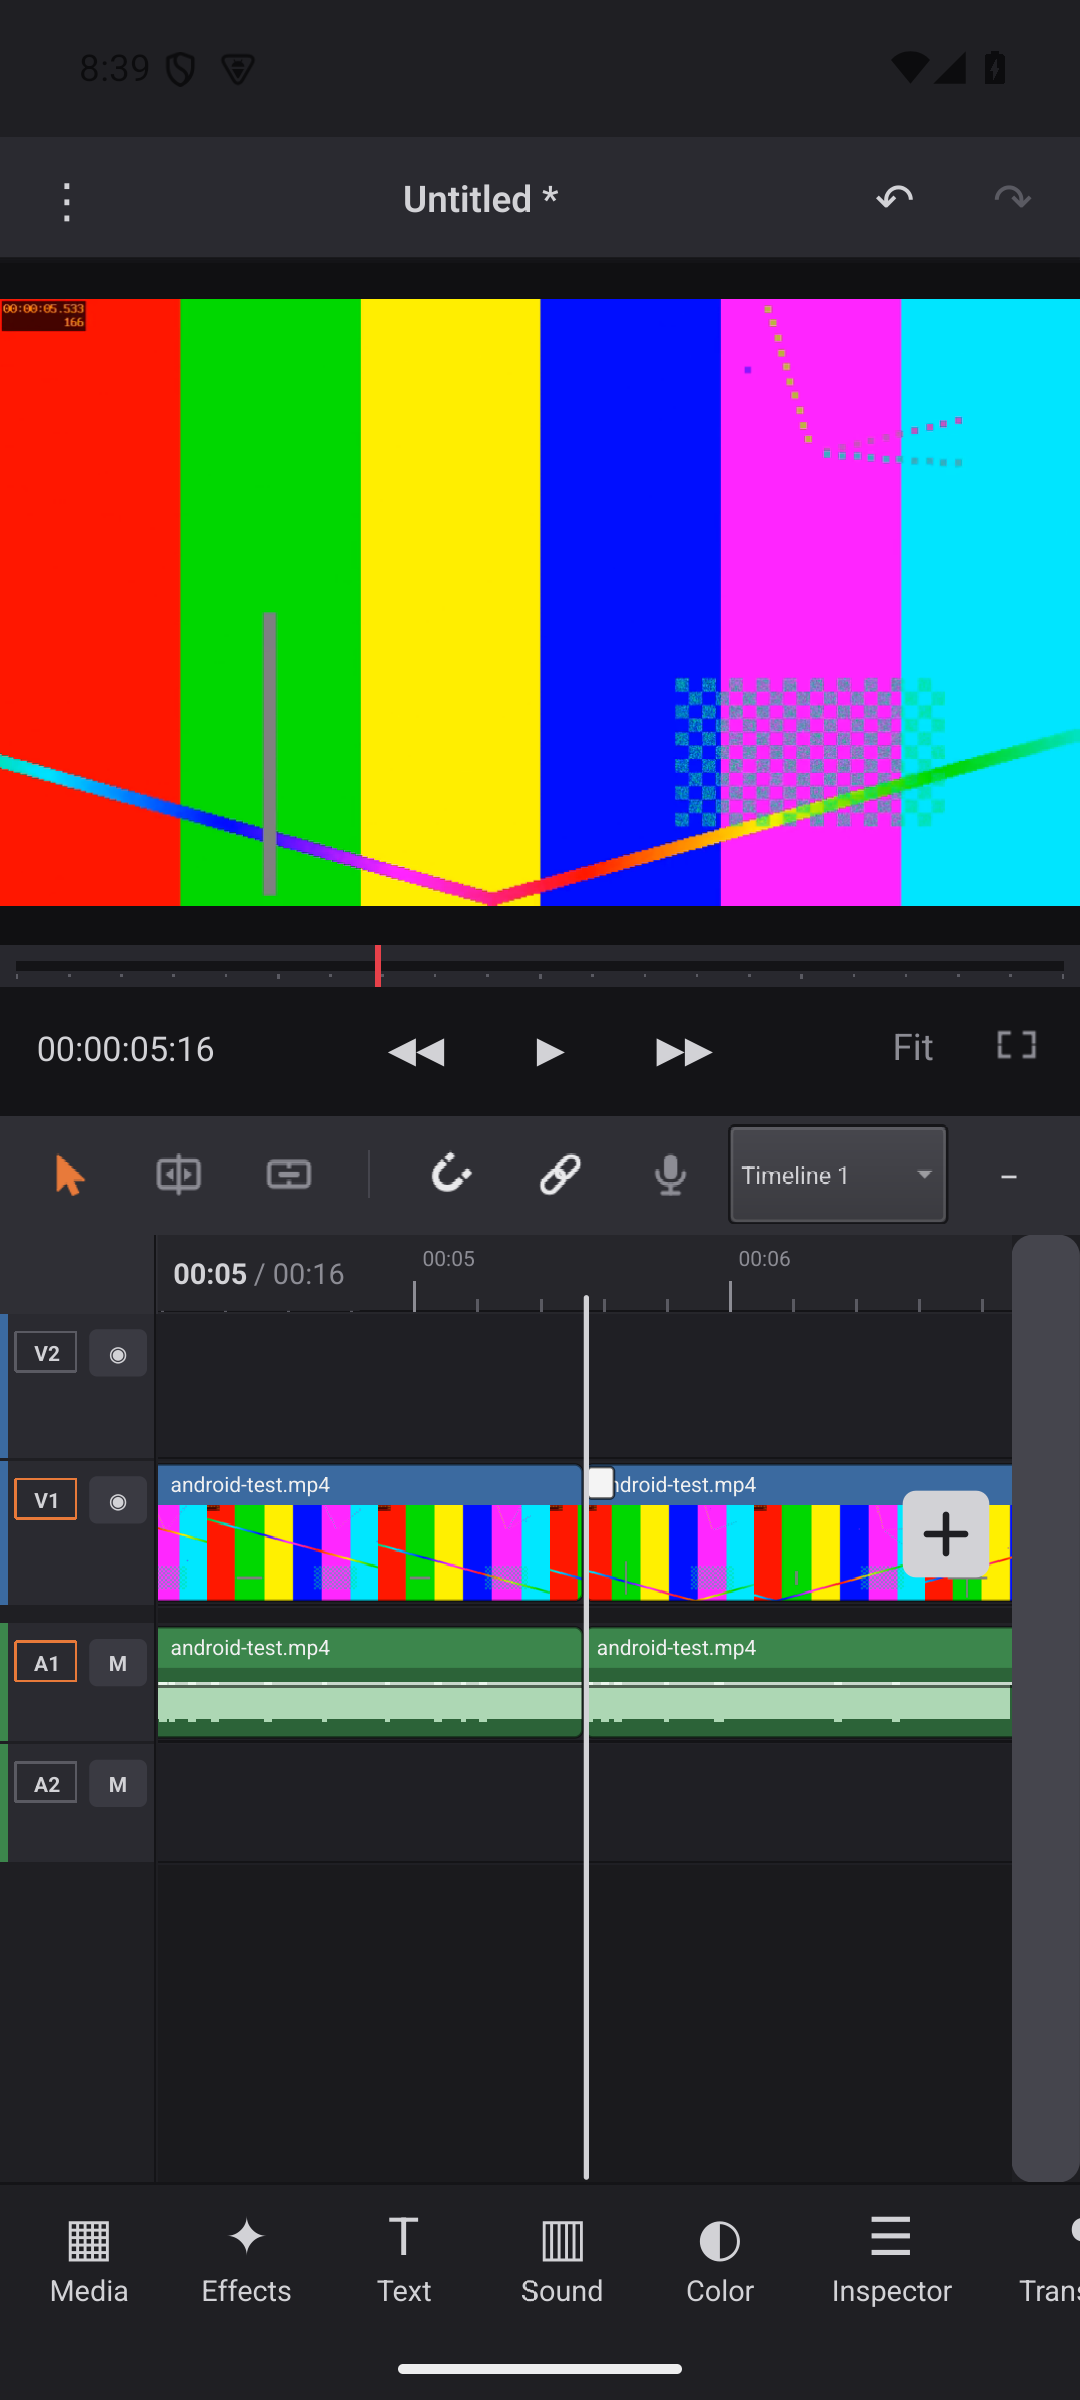 8:39
Untitled *
00:00:05.533
166
00:00:05:16
Fit
Timeline 1
00:05 / 00:16
00:05
00:06
V2
V1
android-test.mp4
ndroid-test.mp4
A1
M
android-test.mp4
android-test.mp4
A2
M
Media
Effects
Text
Sound
Color
Inspector
Trans